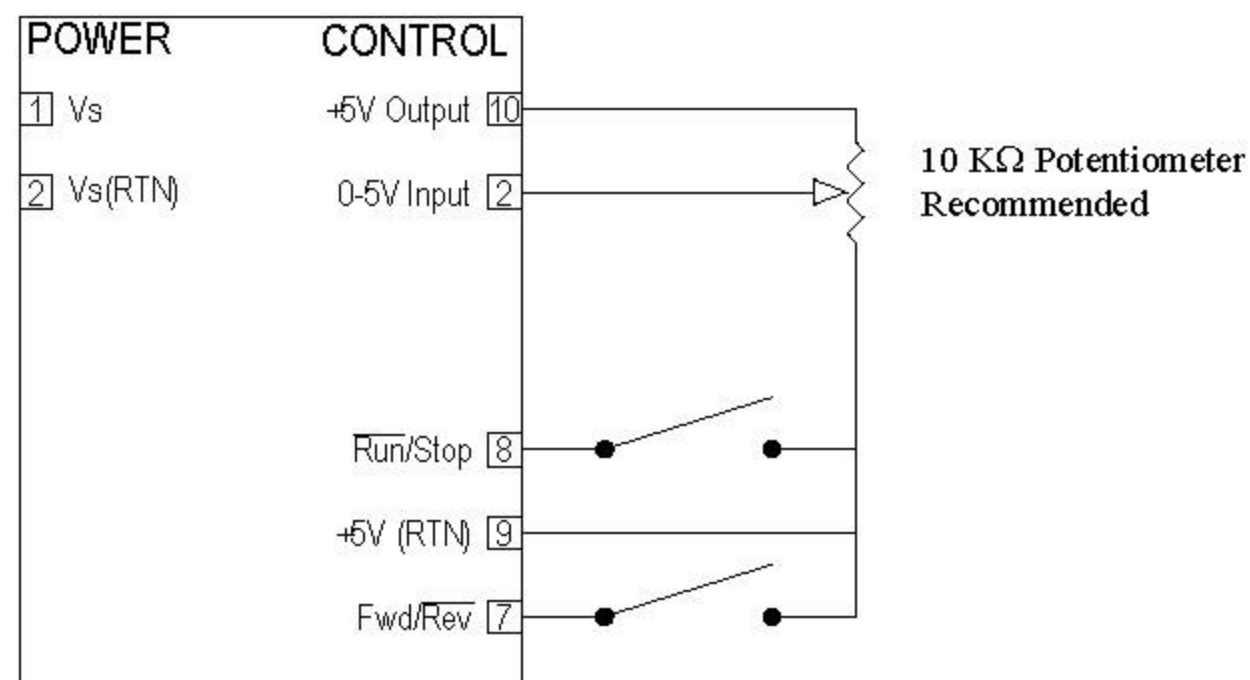 POWER CONTROL
1 Vs +5V Output 10
10 KΩ Potentiometer
Recommended
2 Vs(RTN) 0-5V Input 2
Run/Stop 8
+5V (RTN) 9
Fwd/Rev 7